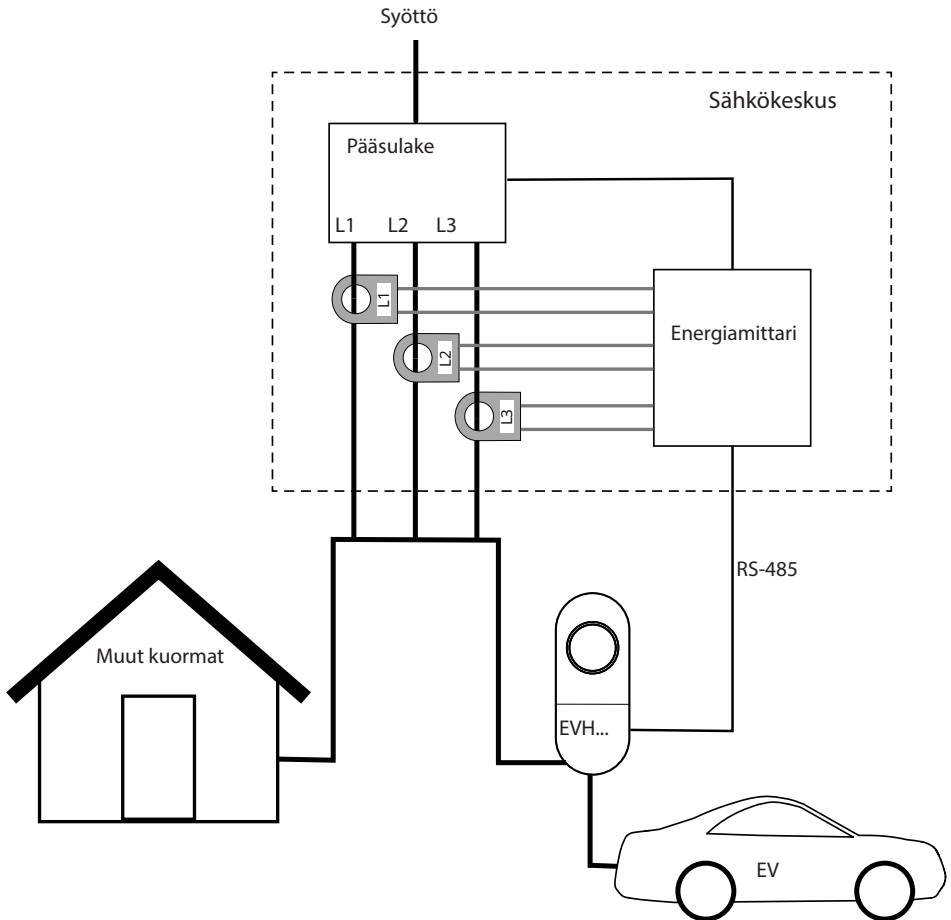 Syöttö
Sähkökeskus
Pääsulake
L1 L2 L3
L1
L2
L3
Energiamittari
RS-485
Muut kuormat
EVH...
EV